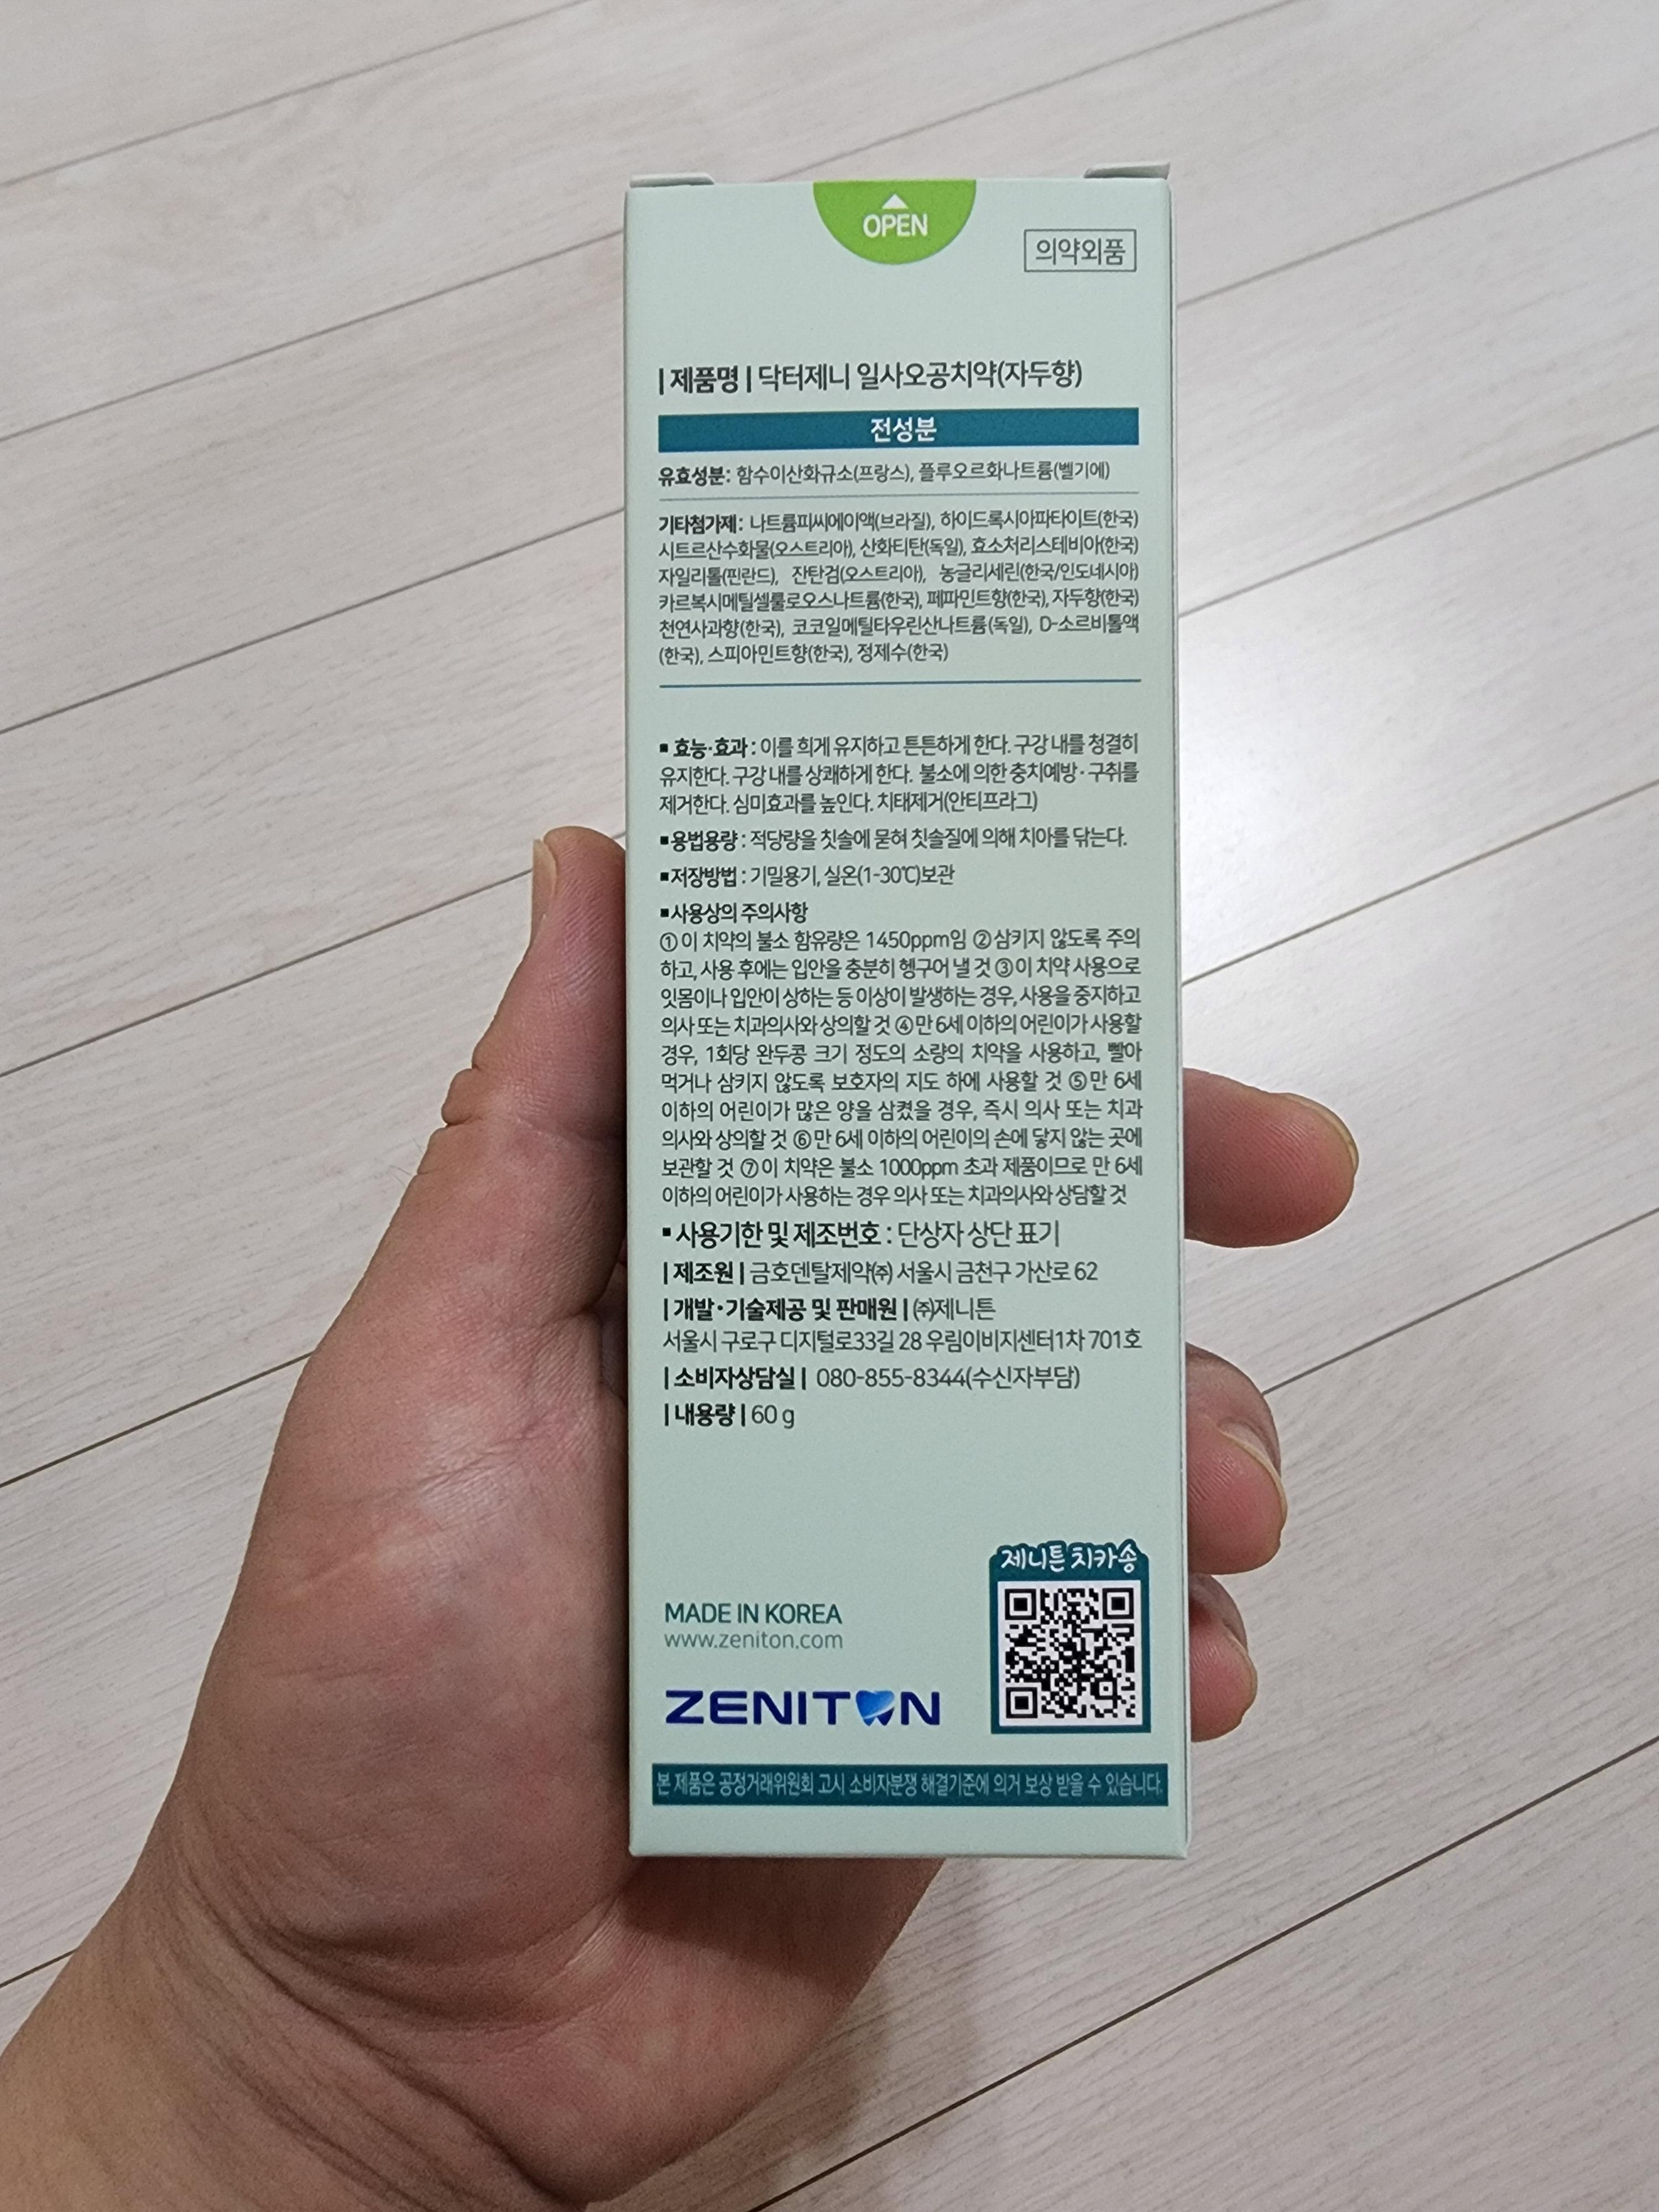 OPEN
의약외품
| 제품명 | 닥터제니 일사오공치약(자두향)
전성분
유효성분: 함수이산화규소(프랑스), 플루오르화나트륨(벨기에)
기타첨가제: 나트륨피씨에이액(브라질), 하이드록시아파타이트(한국)
시트르산수화물(오스트리아), 산화티탄(독일), 효소처리스테비아(한국)
자일리톨(핀란드), 잔탄검(오스트리아), 농글리세린(한국/인도네시아)
카르복시메틸셀룰로오스나트륨(한국), 페파민트향(한국), 자두향(한국)
천연사과향(한국), 코코일메틸타우린산나트륨(독일), D-소르비톨액
(한국), 스피아민트향(한국), 정제수(한국)
▪ 효능·효과 : 이를 희게 유지하고 튼튼하게 한다. 구강 내를 청결히
유지한다. 구강 내를 상쾌하게 한다. 불소에 의한 충치예방·구취를
제거한다. 심미효과를 높인다. 치태제거(안티프라그)
▪용법용량 : 적당량을 칫솔에 묻혀 칫솔질에 의해 치아를 닦는다.
▪저장방법 : 기밀용기, 실온(1-30℃)보관
▪사용상의 주의사항
①이 치약의 불소 함유량은 1450ppm임 ②삼키지 않도록 주의
하고, 사용 후에는 입안을 충분히 헹구어 낼 것 ③이 치약 사용으로
잇몸이나 입안이 상하는 등 이상이 발생하는 경우, 사용을 중지하고
의사 또는 치과의사와 상의할 것 ④만 6세 이하의 어린이가 사용할
경우, 1회당 완두콩 크기 정도의 소량의 치약을 사용하고, 빨아
먹거나 삼키지 않도록 보호자의 지도 하에 사용할 것 ⑤만 6세
이하의 어린이가 많은 양을 삼켰을 경우, 즉시 의사 또는 치과
의사와 상의할 것 ⑥만 6세 이하의 어린이의 손에 닿지 않는 곳에
보관할 것 ⑦이 치약은 불소 1000ppm 초과 제품이므로 만 6세
이하의 어린이가 사용하는 경우 의사 또는 치과의사와 상담할 것
▪ 사용기한 및 제조번호 : 단상자 상단 표기
| 제조원 | 금호덴탈제약㈜ 서울시 금천구 가산로 62
| 개발·기술제공 및 판매원 | ㈜제니튼
서울시 구로구 디지털로33길 28 우림이비지센터1차 701호
| 소비자상담실 | 080-855-8344(수신자부담)
| 내용량 | 60 g
제니튼 치카송
MADE IN KOREA
www.zeniton.com
ZENITON
본 제품은 공정거래위원회 고시 소비자분쟁 해결기준에 의거 보상 받을 수 있습니다.